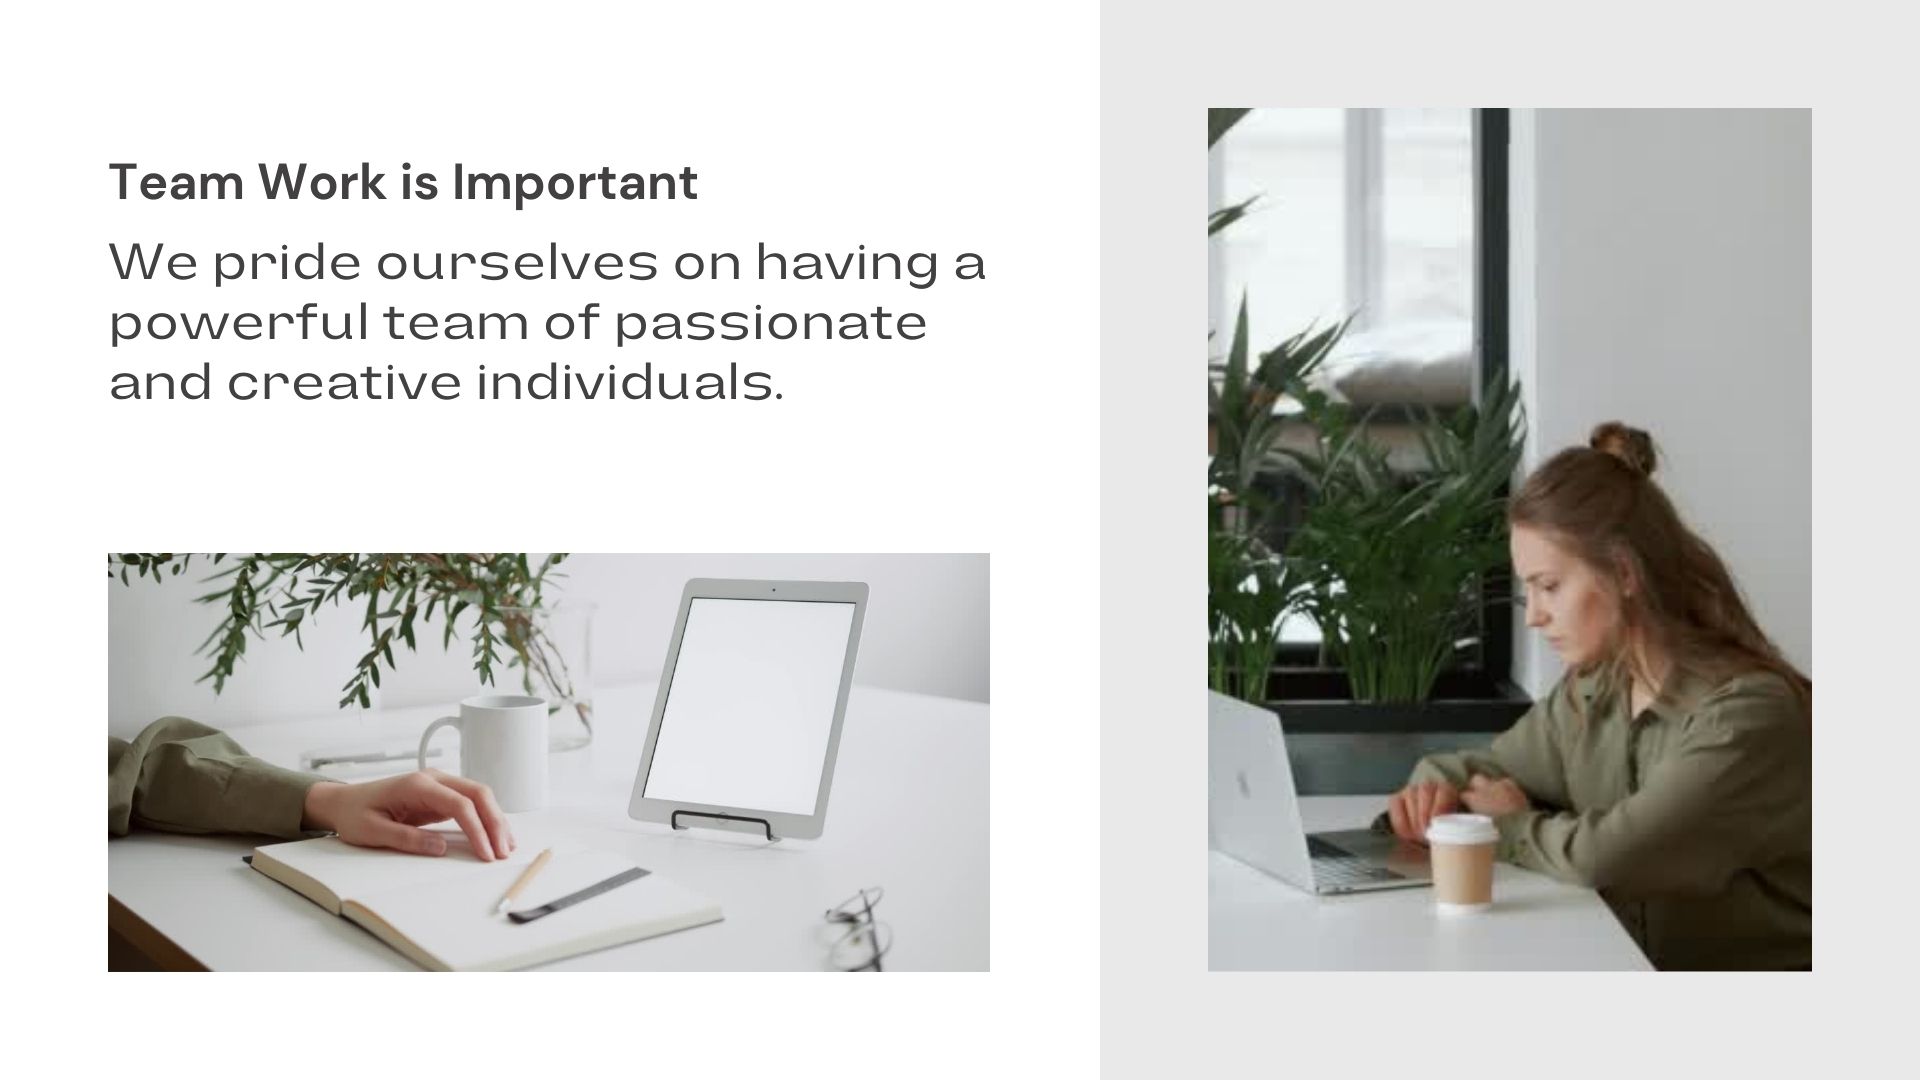 Team Work is Important
We pride ourselves on having a
powerful team of passionate
and creative individuals.